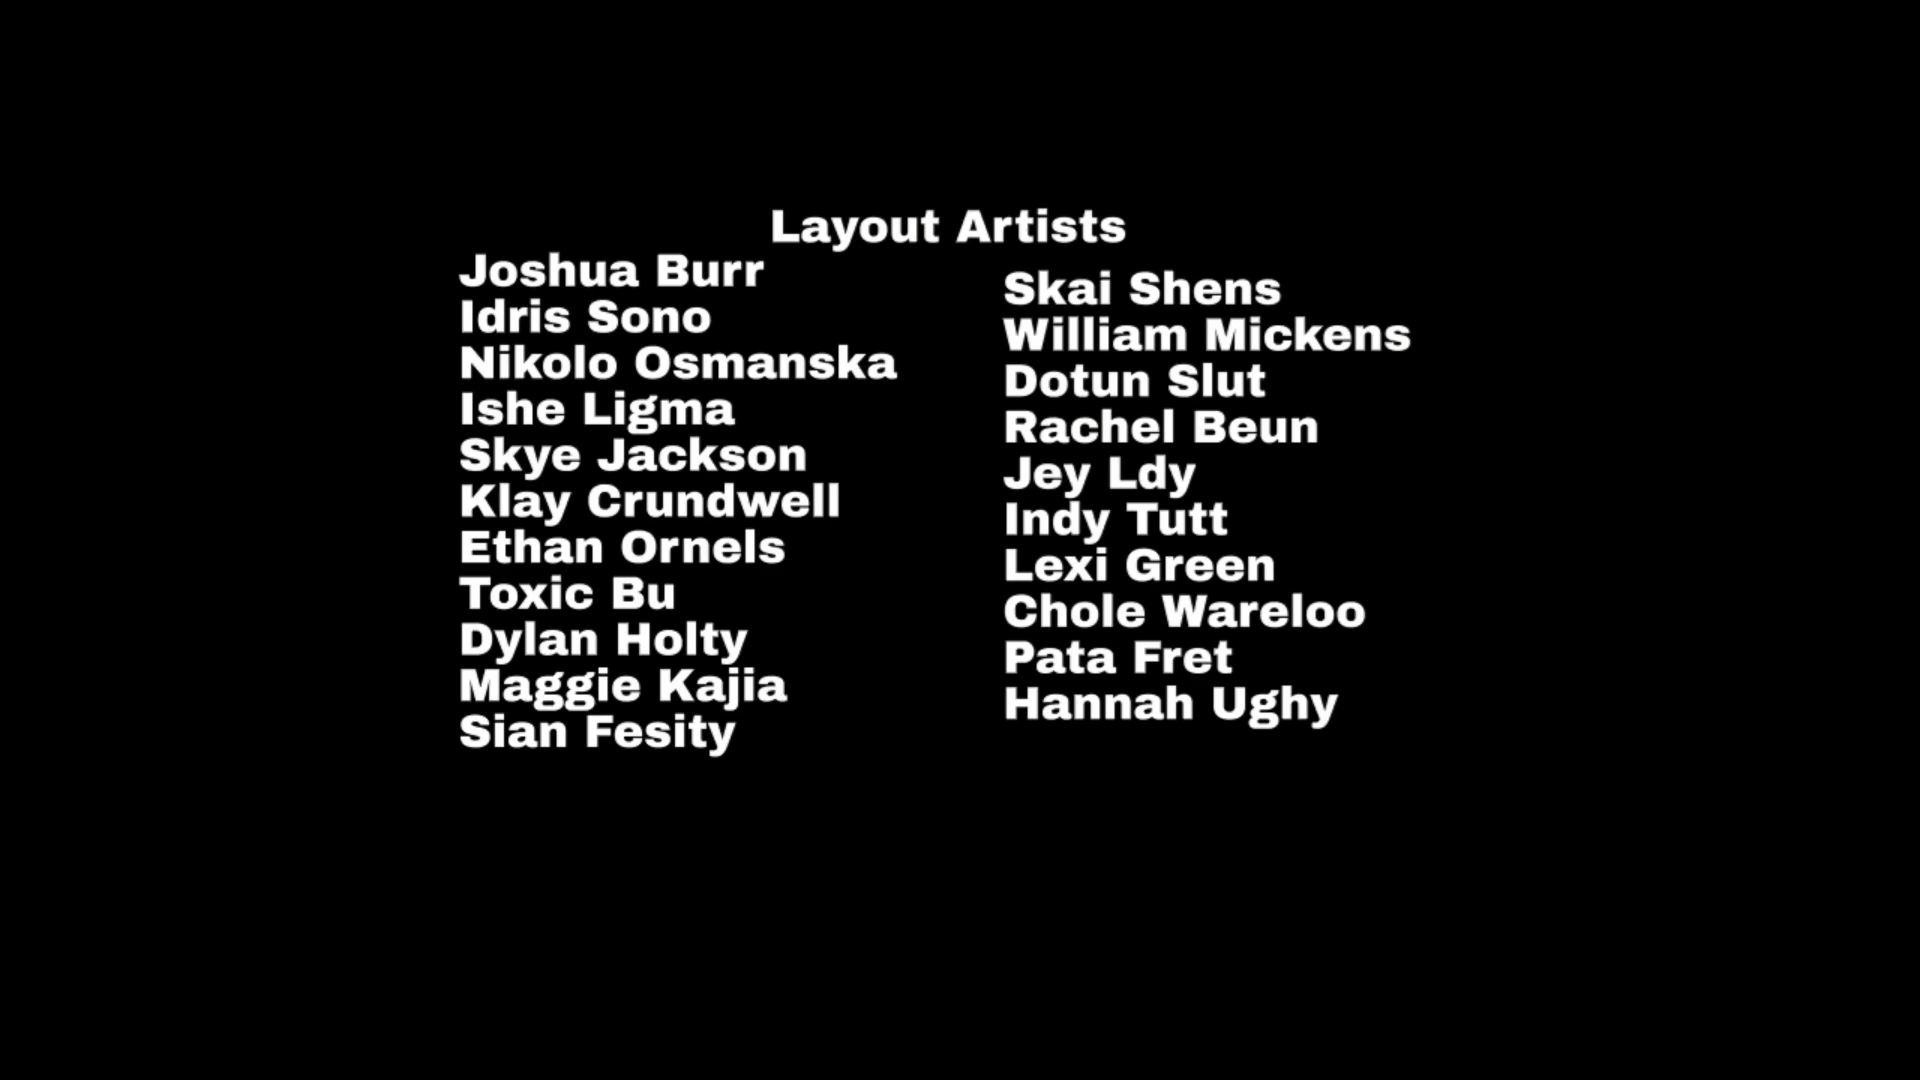 Layout Artists
Joshua Burr
Idris Sono
Nikolo Osmanska
Ishe Ligma
Skye Jackson
Klay Crundwell
Ethan Ornels
Toxic Bu
Dylan Holty
Maggie Kajia
Sian Fesity
Skai Shens
William Mickens
Dotun Slut
Rachel Beun
Jey Ldy
Indy Tutt
Lexi Green
Chole Wareloo
Pata Fret
Hannah Ughy